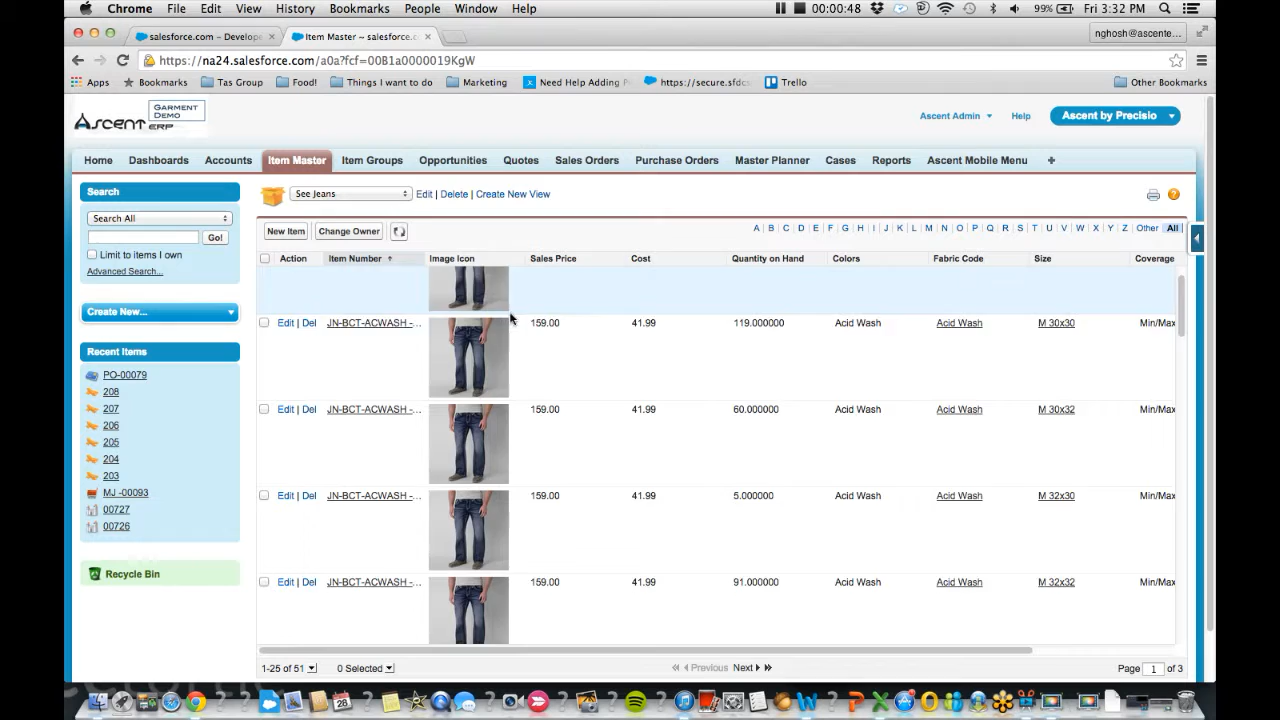 Chrome File Edit View History Bookmarks People Window Help 00:00:48 99% Fri 3:32 PM
salesforce.com – Develope × Item Master ~ salesforce.c ×
nghosh@ascente...
https://na24.salesforce.com/a0a?fcf=00B1a0000019KgW
Apps Bookmarks Tas Group Food! Things I want to do Marketing Need Help Adding P https://secure.sfdc Trello Other Bookmarks
Ascent ERP GARMENT DEMO
Ascent Admin Help Ascent by Precisio
Home Dashboards Accounts Item Master Item Groups Opportunities Quotes Sales Orders Purchase Orders Master Planner Cases Reports Ascent Mobile Menu +
Search
Search All
Go!
Limit to items I own
Advanced Search...
Create New...
Recent Items
PO-00079
208
207
206
205
204
203
MJ -00093
00727
00726
Recycle Bin
See Jeans Edit | Delete | Create New View
New Item Change Owner
A B C D E F G H I J K L M N O P Q R S T U V W X Y Z Other All
Action Item Number Image Icon Sales Price Cost Quantity on Hand Colors Fabric Code Size Coverage
Edit | Del JN-BCT-ACWASH -... 159.00 41.99 119.000000 Acid Wash Acid Wash M 30x30 Min/Max
Edit | Del JN-BCT-ACWASH -... 159.00 41.99 60.000000 Acid Wash Acid Wash M 30x32 Min/Max
Edit | Del JN-BCT-ACWASH -... 159.00 41.99 5.000000 Acid Wash Acid Wash M 32x30 Min/Max
Edit | Del JN-BCT-ACWASH -... 159.00 41.99 91.000000 Acid Wash Acid Wash M 32x32 Min/Max
1-25 of 51 0 Selected Previous Next Page 1 of 3
28